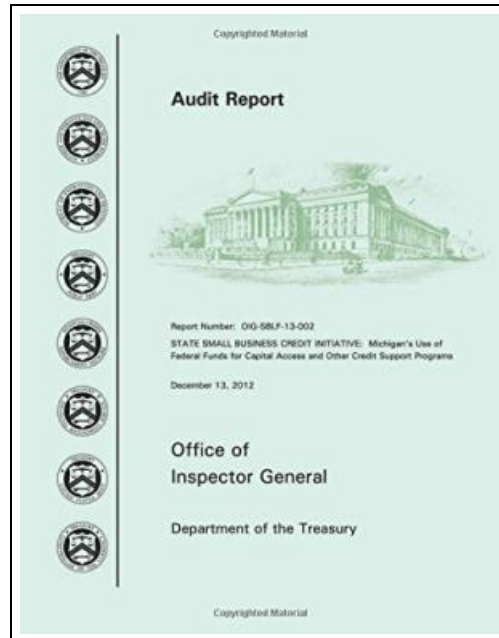 Copyrighted Material
Audit Report
Report Number: OIG-SBLF-13-002
STATE SMALL BUSINESS CREDIT INITIATIVE: Michigan's Use of
Federal Funds for Capital Access and Other Credit Support Programs
December 13, 2012
Office of
Inspector General
Department of the Treasury
Copyrighted Material